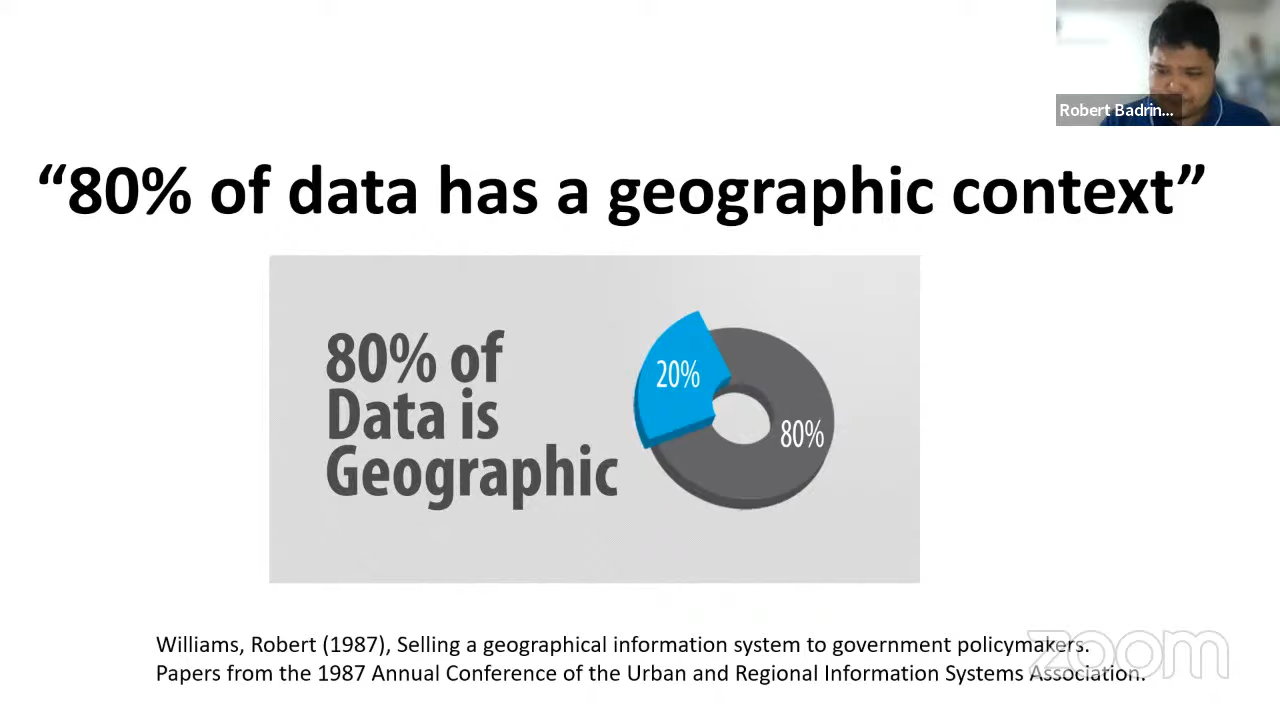 Robert Badrin...
“80% of data has a geographic context”
80% of
Data is
Geographic
20%
80%
Williams, Robert (1987), Selling a geographical information system to government policymakers.
Papers from the 1987 Annual Conference of the Urban and Regional Information Systems Association.
zoom